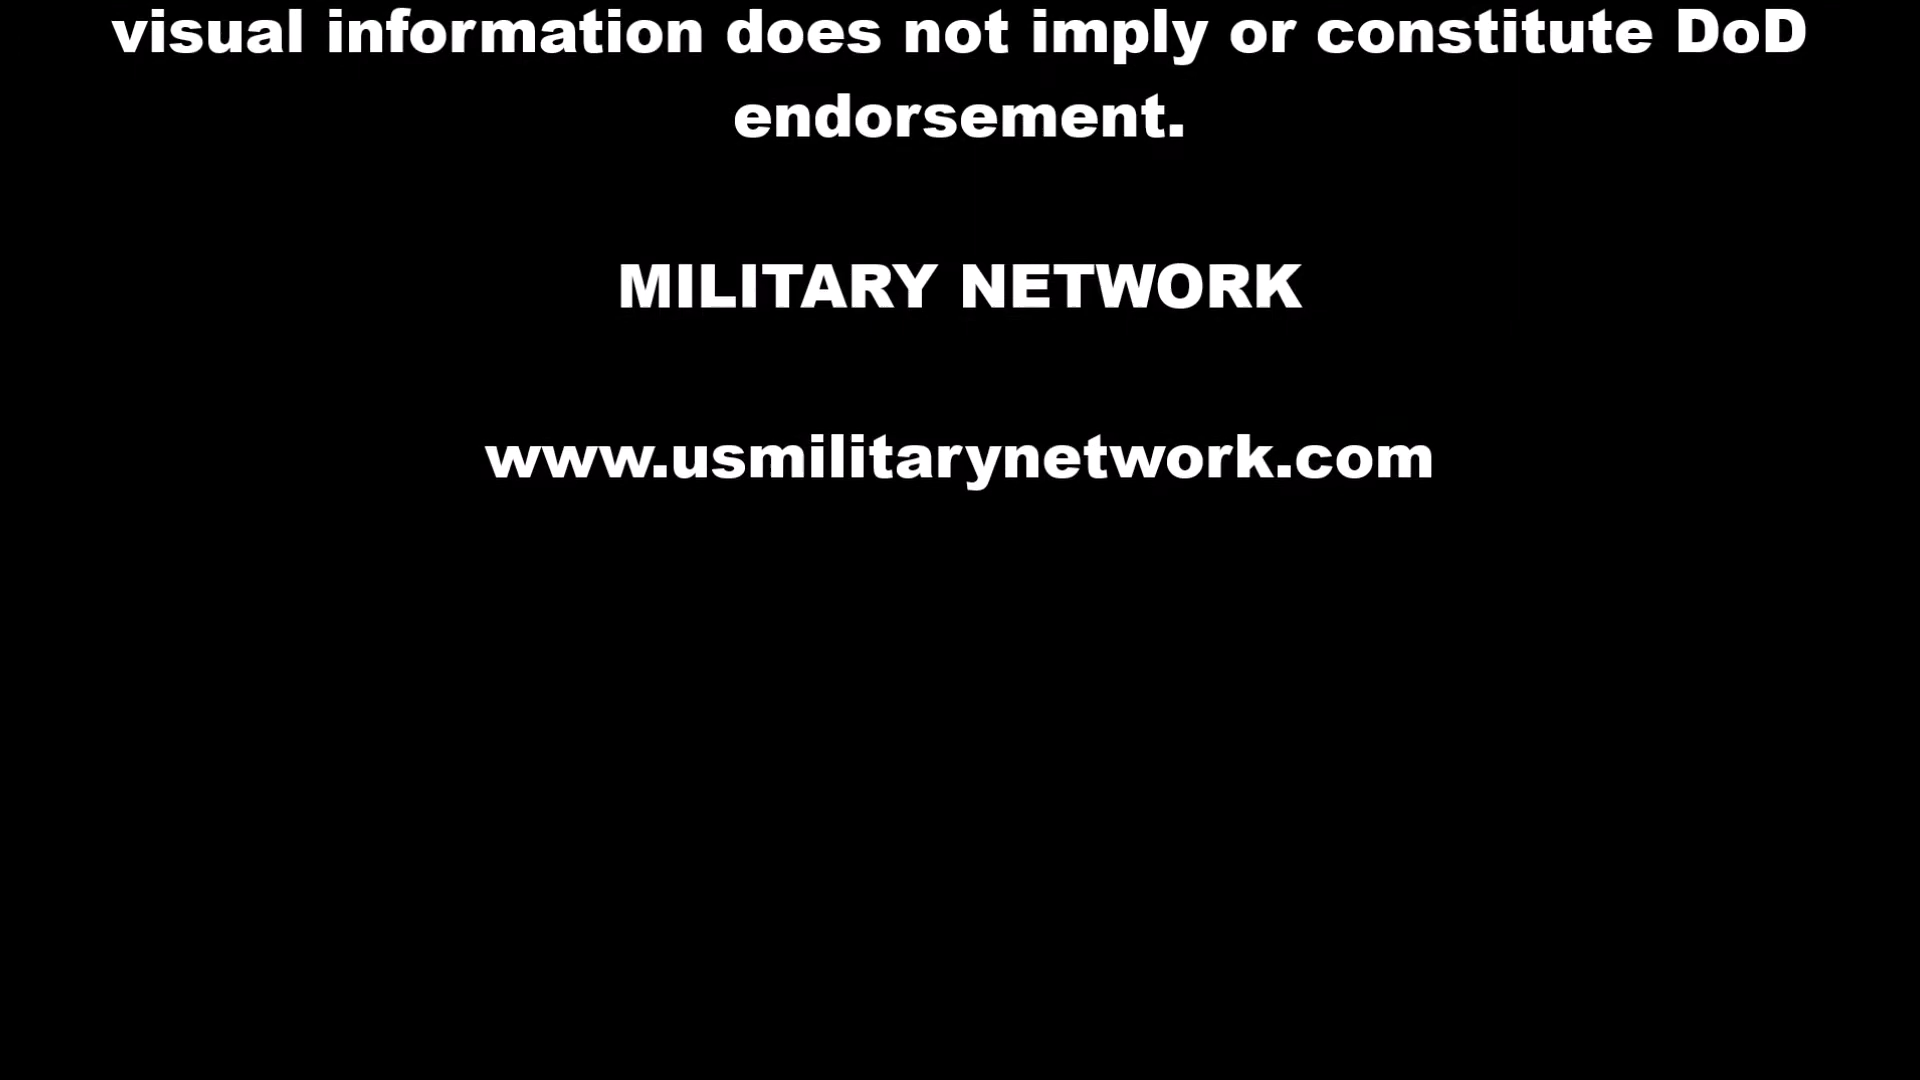 visual information does not imply or constitute DoD
endorsement.
MILITARY NETWORK
www.usmilitarynetwork.com